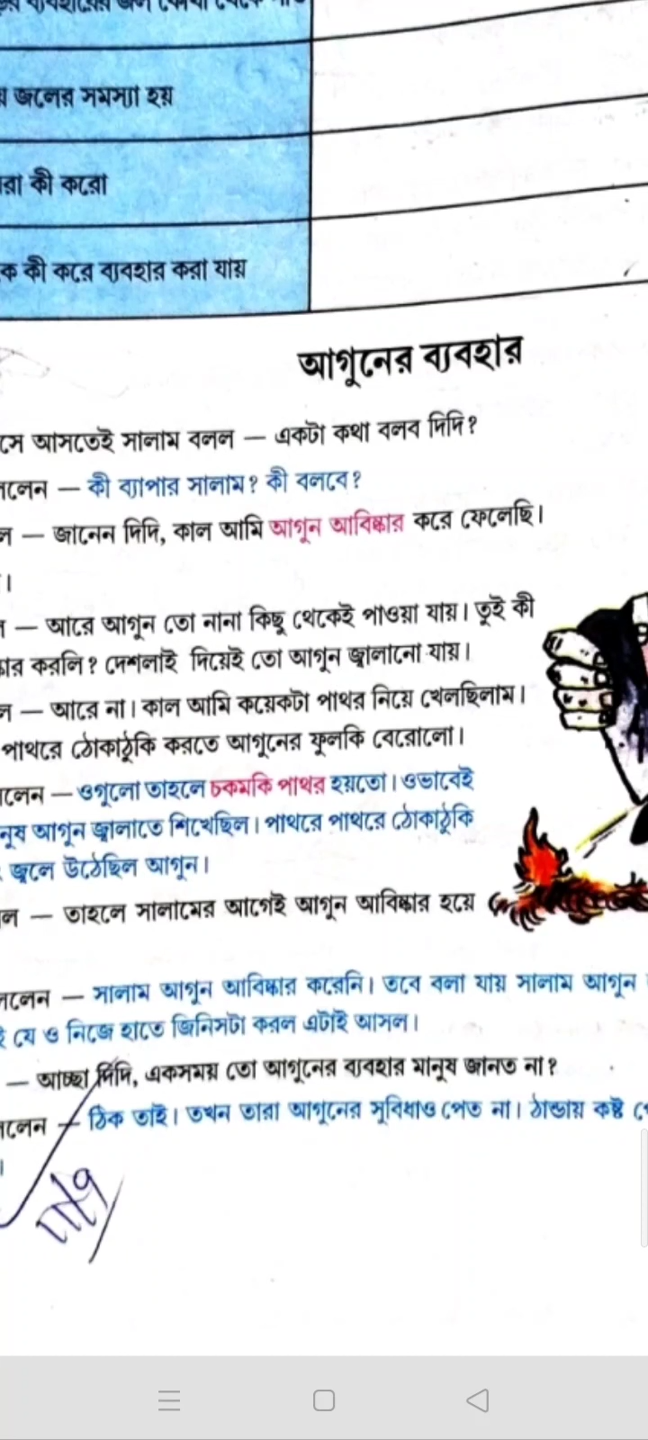 জলের সমস্যা হয়
কী করো
কী করে ব্যবহার করা যায়
আগুনের ব্যবহার
আসতেই সালাম বলল — একটা কথা বলব দিদি?
— কী ব্যাপার সালাম? কী বলবে?
— জানেন দিদি, কাল আমি আগুন আবিষ্কার করে ফেলেছি।
— আরে আগুন তো নানা কিছু থেকেই পাওয়া যায়। তুই কী
করলি? দেশলাই দিয়েই তো আগুন জ্বালানো যায়।
— আরে না। কাল আমি কয়েকটা পাথর নিয়ে খেলছিলাম।
পাথরে ঠোকাঠুকি করতে আগুনের ফুলকি বেরোলো।
— ওগুলো তাহলে চকমকি পাথর হয়তো। ওভাবেই
আগুন জ্বালাতে শিখেছিল। পাথরে পাথরে ঠোকাঠুকি
জ্বলে উঠেছিল আগুন।
— তাহলে সালামের আগেই আগুন আবিষ্কার হয়ে
— সালাম আগুন আবিষ্কার করেনি। তবে বলা যায় সালাম আগুন
যে ও নিজে হাতে জিনিসটা করল এটাই আসল।
— আচ্ছা দিদি, একসময় তো আগুনের ব্যবহার মানুষ জানত না?
— ঠিক তাই। তখন তারা আগুনের সুবিধাও পেত না। ঠান্ডায় কষ্ট